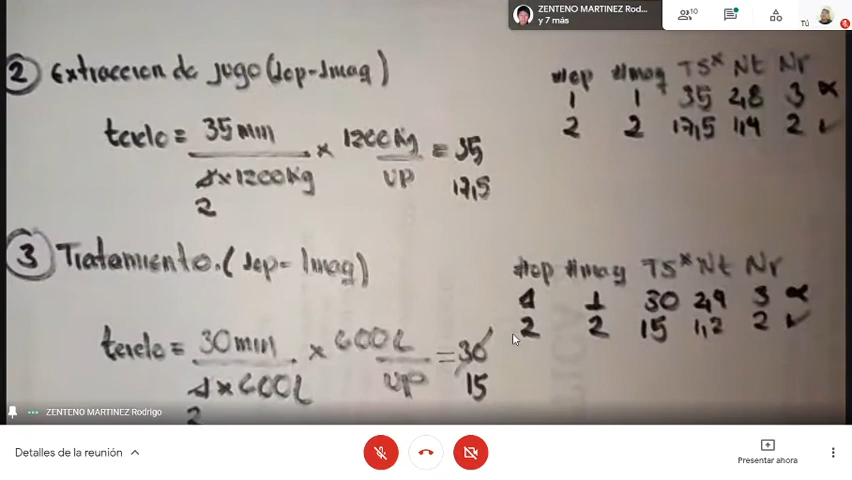 ZENTENO MARTINEZ Rod...
y 7 más
10
Tú
2 Extraccion de jugo (1op-1maq)
#op #maq TS* Nt Nr
1 1 35 2,8 3 x
2 2 17,5 1,4 2 ✓
tciclo = 35 min / 1 x 1200 Kg x 1200 Kg / UP = 35
2 17,5
3 Tratamiento. (1op- 1maq)
#op #maq TS* Nt Nr
1 1 30 2,4 3 x
2 2 15 1,2 2 ✓
tciclo = 30 min / 1 x 600L x 600L / UP = 30
2 15
ZENTENO MARTINEZ Rodrigo
Detalles de la reunión
Presentar ahora